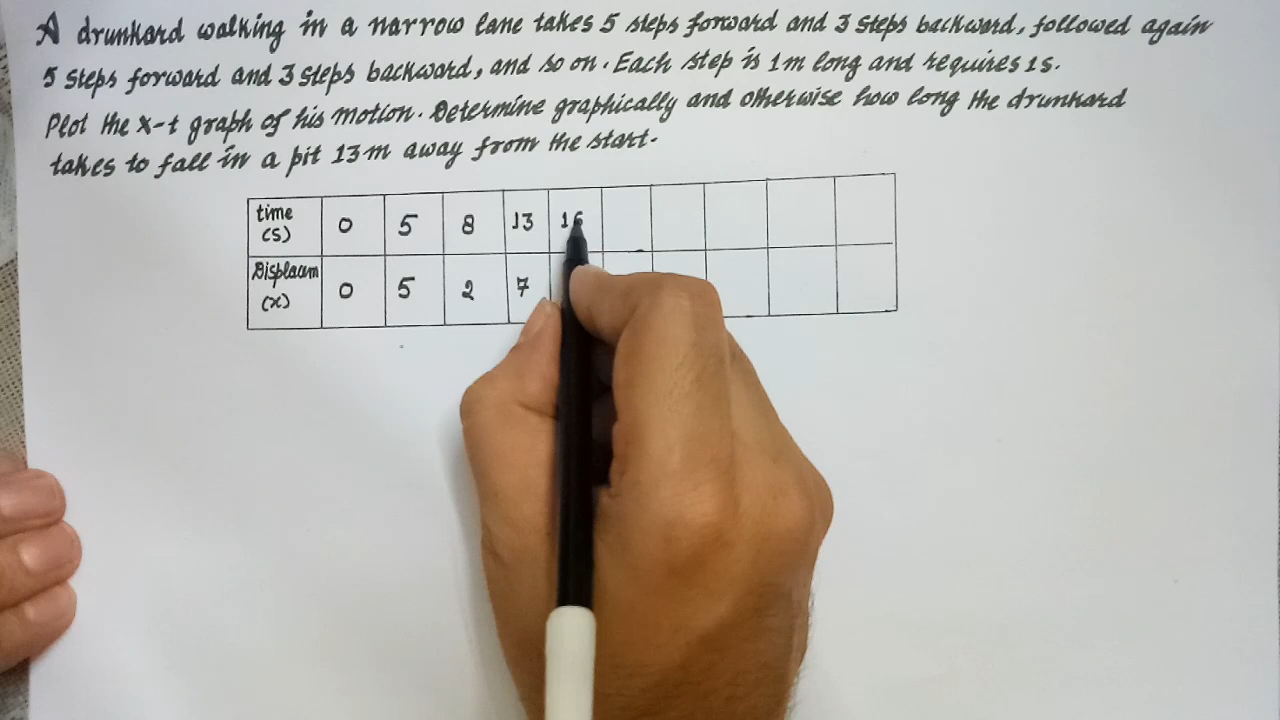 A drunkard walking in a narrow lane takes 5 steps forward and 3 steps backward, followed again
5 steps forward and 3 steps backward, and so on. Each step is 1m long and requires 1s.
Plot the x-t graph of his motion. Determine graphically and otherwise how long the drunkard
takes to fall in a pit 13m away from the start.
time (s) 0 5 8 13 16
Displacem (x) 0 5 2 7